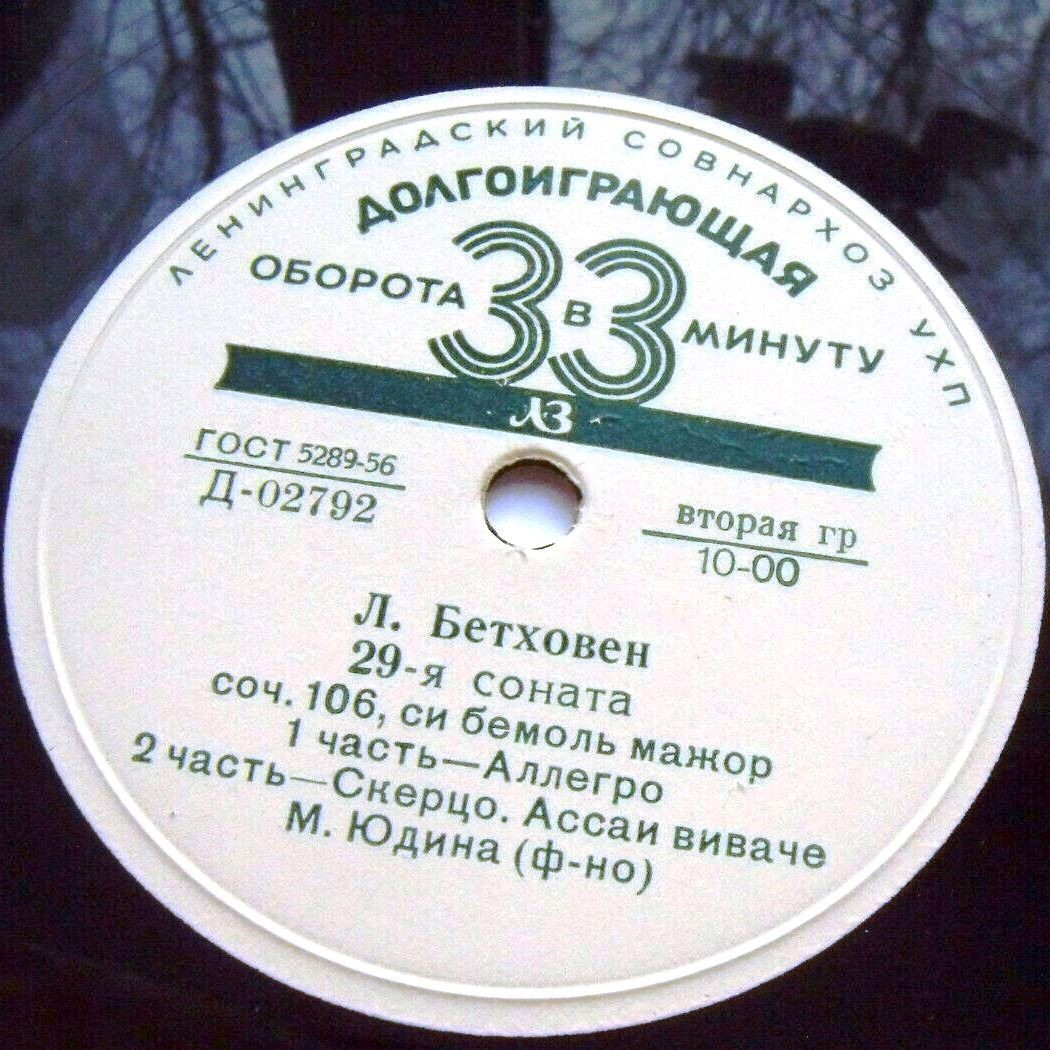 ЛЕНИНГРАДСКИЙ СОВНАРХОЗ УХП
ДОЛГОИГРАЮЩАЯ
ОБОРОТА 33 В МИНУТУ
ЛЗ
ГОСТ 5289-56
Д-02792
вторая гр
10-00
Л. Бетховен
29-я соната
соч. 106, си бемоль мажор
1 часть—Аллегро
2 часть—Скерцо. Ассаи виваче
М. Юдина (ф-но)